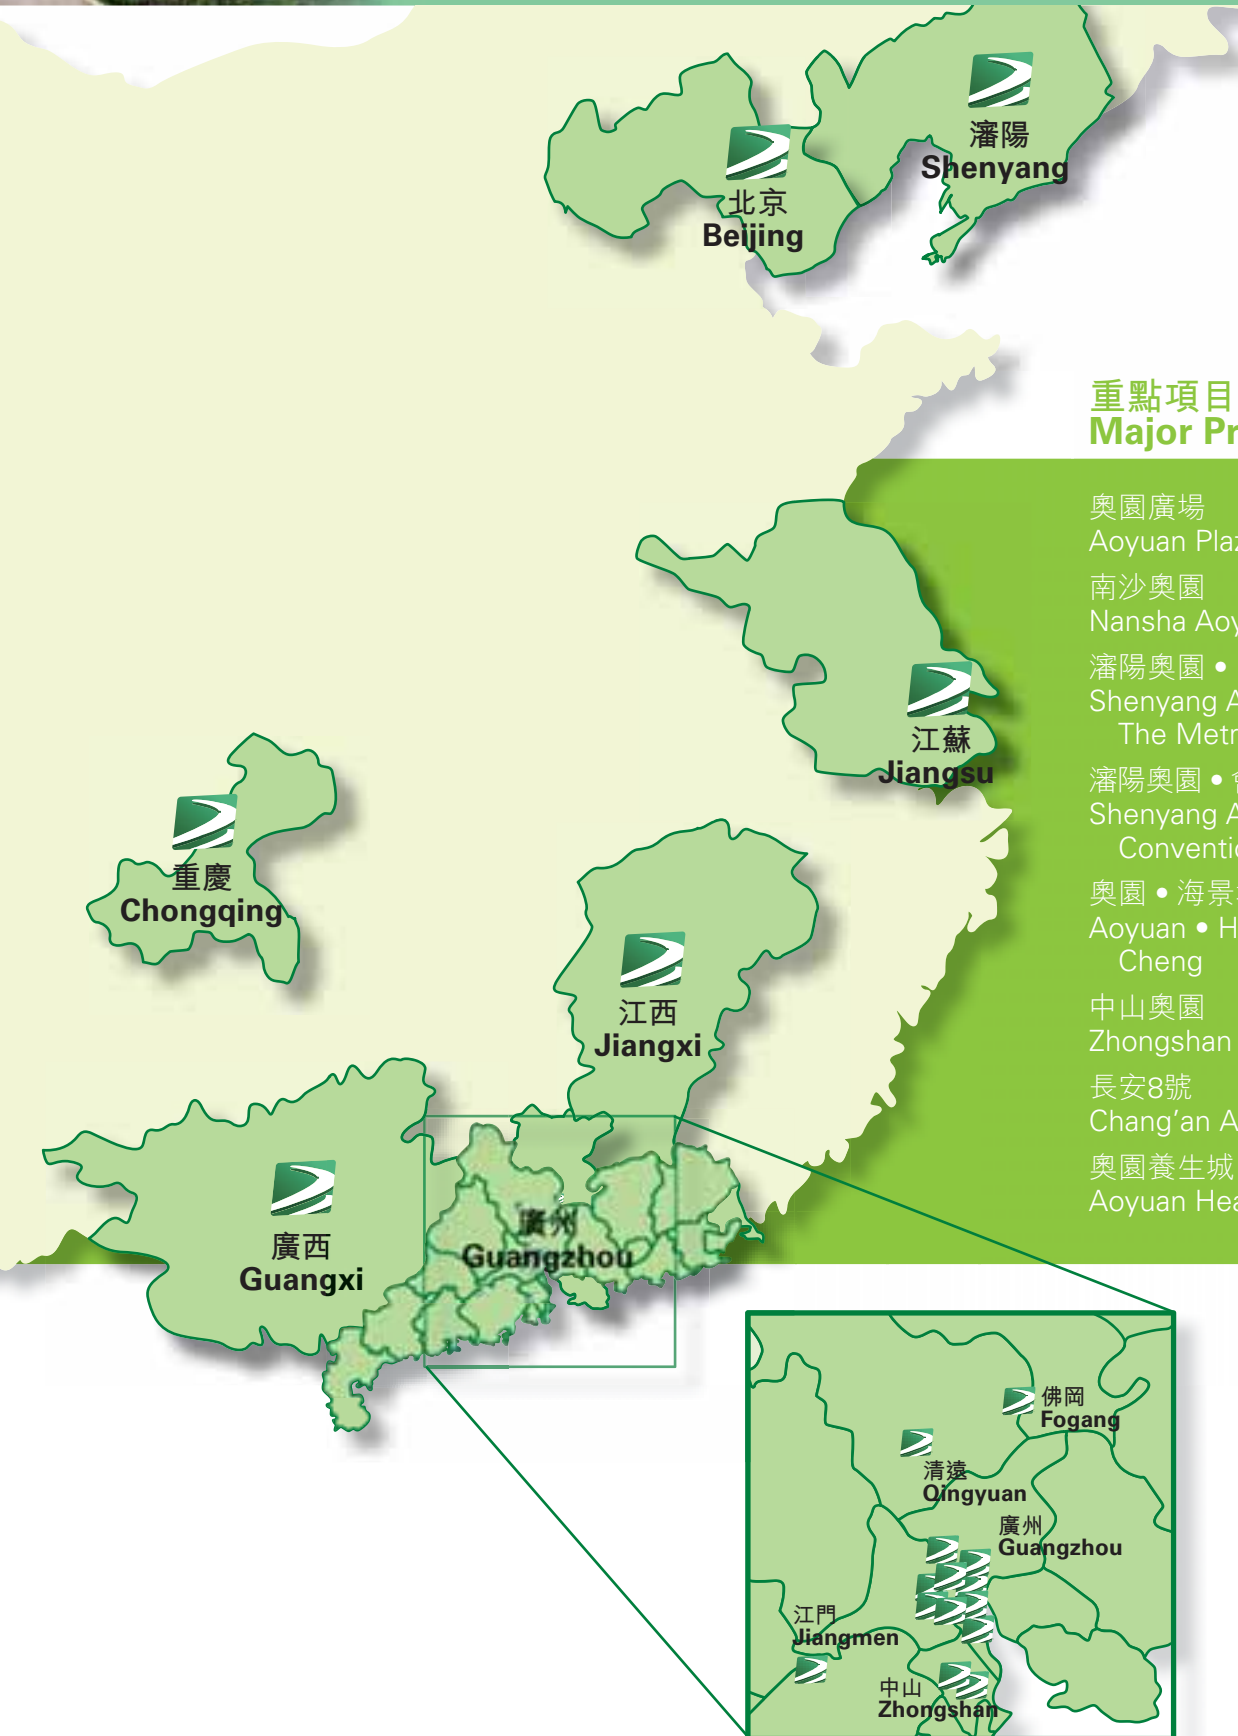 瀋陽
Shenyang
北京
Beijing
重點項目
Major Pr
奧園廣場
Aoyuan Plaz
南沙奧園
Nansha Aoy
瀋陽奧園 •
Shenyang A
The Metr
瀋陽奧園 •
Shenyang A
Conventio
奧園 • 海景
Aoyuan • H
Cheng
中山奧園
Zhongshan
長安8號
Chang’an A
奧園養生城
Aoyuan Hea
江蘇
Jiangsu
重慶
Chongqing
江西
Jiangxi
廣州
Guangzhou
廣西
Guangxi
佛岡
Fogang
清遠
Qingyuan
廣州
Guangzhou
江門
Jiangmen
中山
Zhongshan